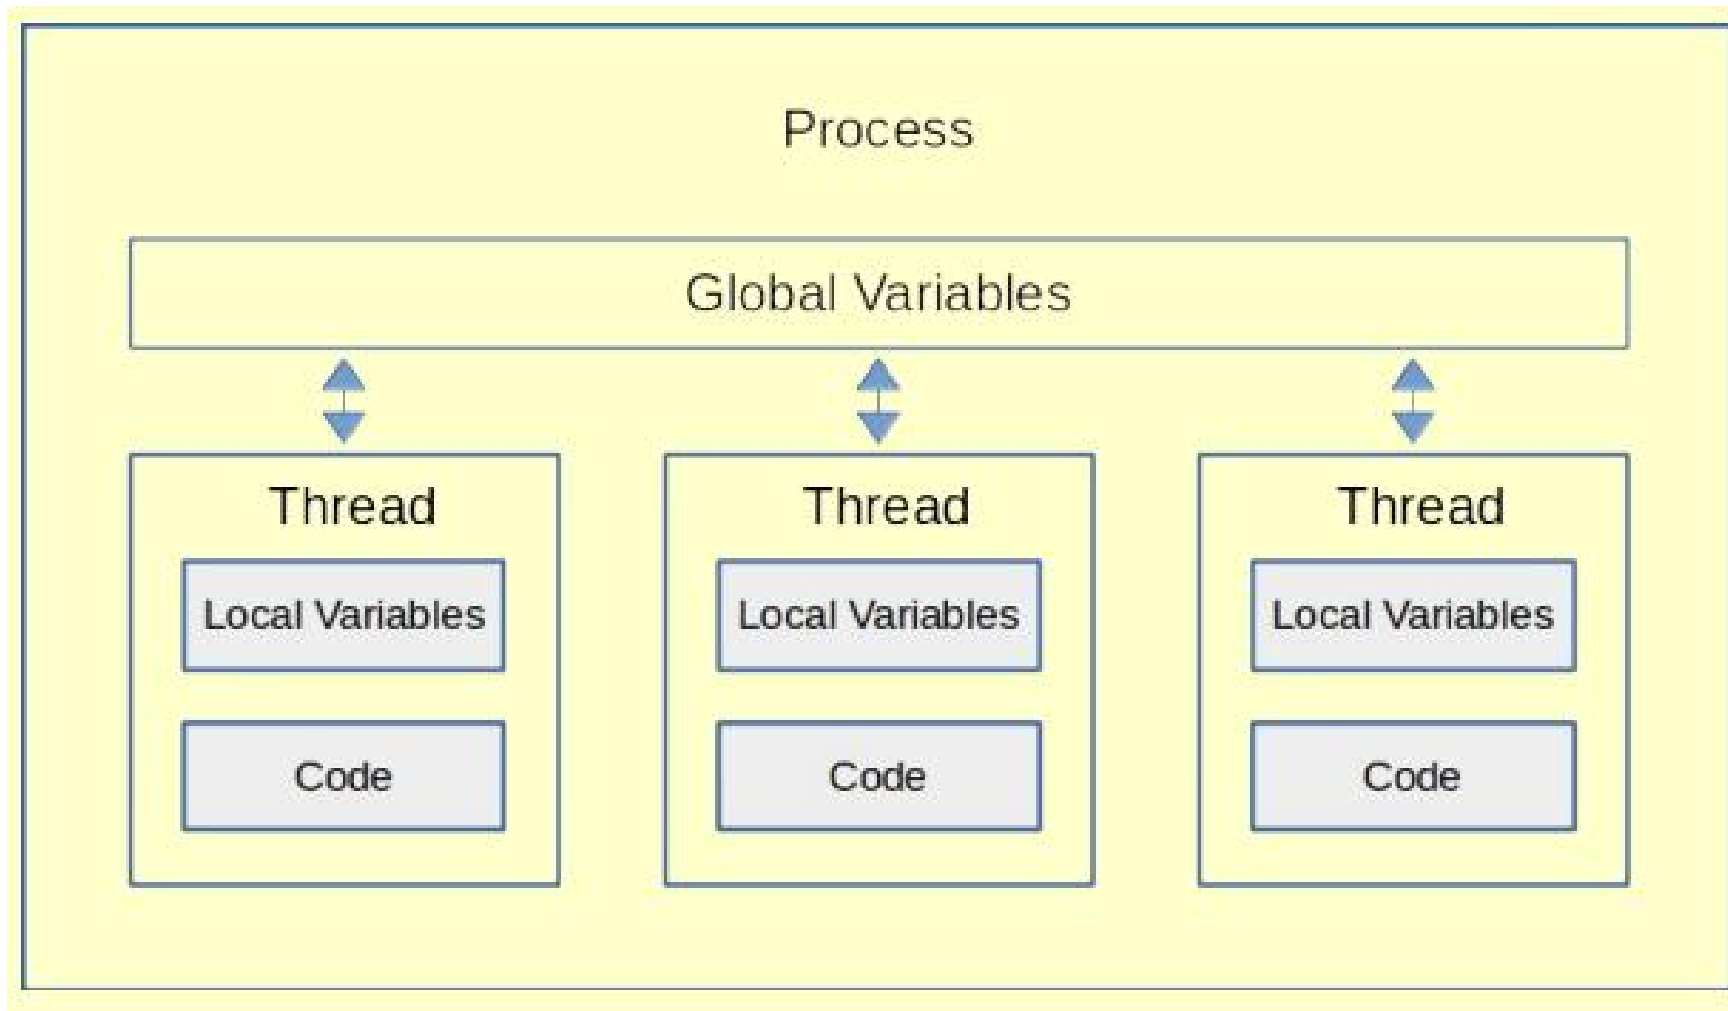 Process
Global Variables
Thread
Thread
Thread
Local Variables
Local Variables
Local Variables
Code
Code
Code